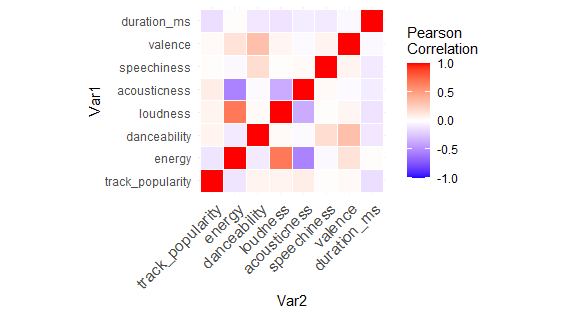 duration_ms
valence
speechiness
acousticness
loudness
danceability
energy
track_popularity
Var1
track_popularity
energy
danceability
loudness
acousticness
speechiness
valence
duration_ms
Var2
Pearson
Correlation
1.0
0.5
0.0
-0.5
-1.0